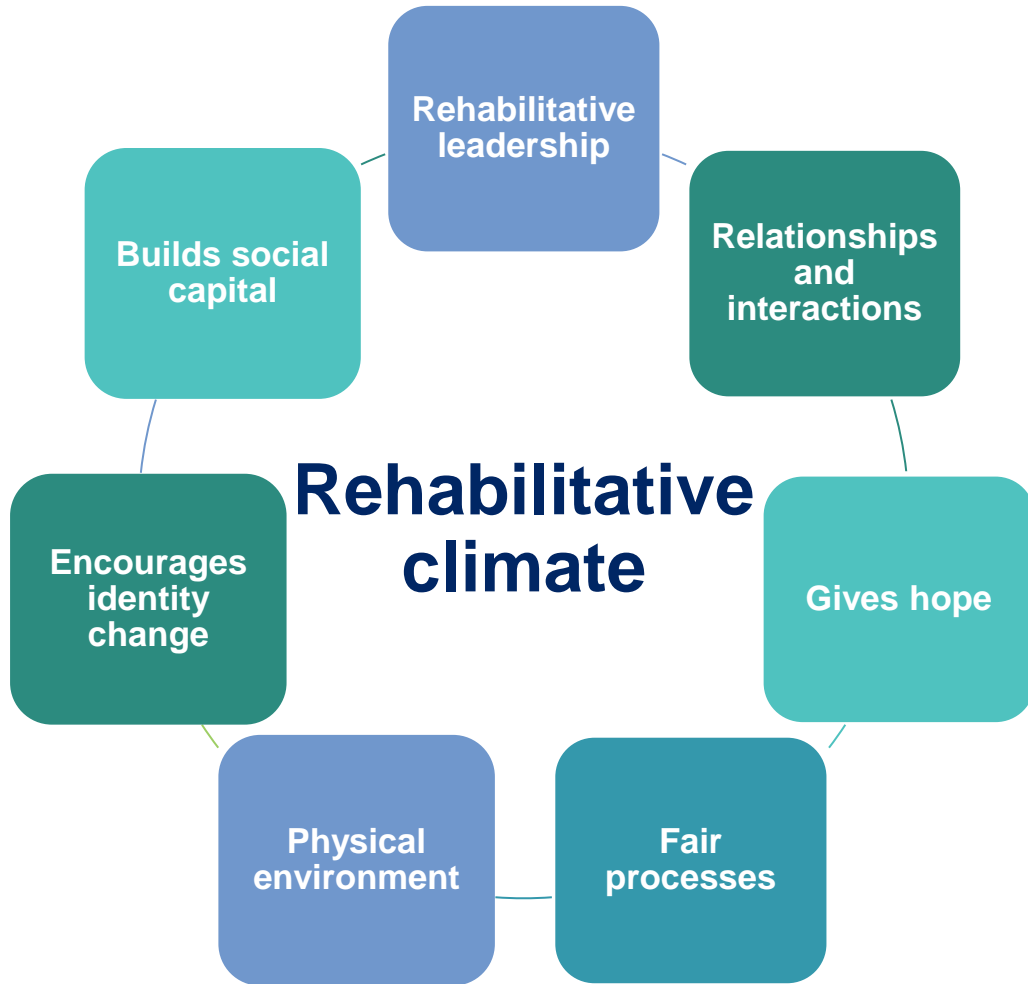 Rehabilitative
leadership
Relationships
and
interactions
Gives hope
Fair
processes
Physical
environment
Encourages
identity
change
Builds social
capital
Rehabilitative
climate